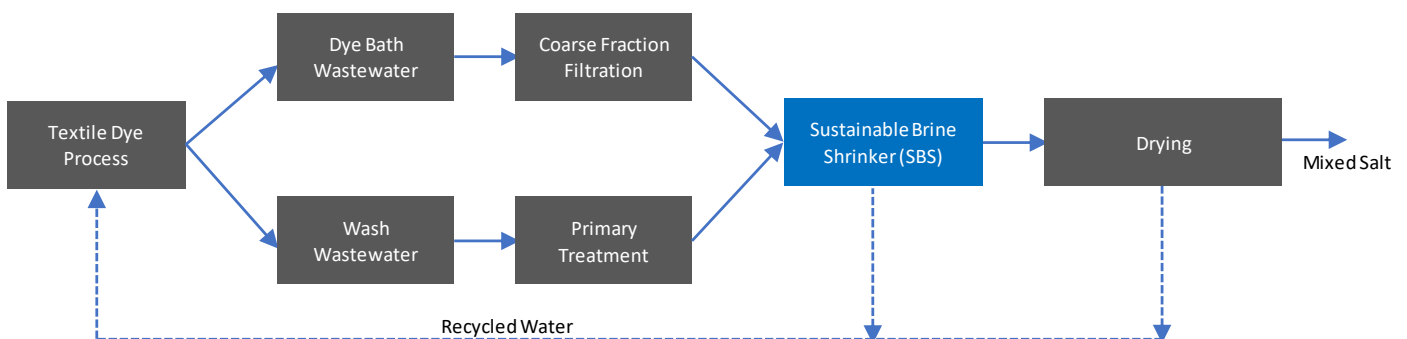 Textile Dye
Process
Dye Bath
Wastewater
Coarse Fraction
Filtration
Wash
Wastewater
Primary
Treatment
Sustainable Brine
Shrinker (SBS)
Drying
Mixed Salt
Recycled Water